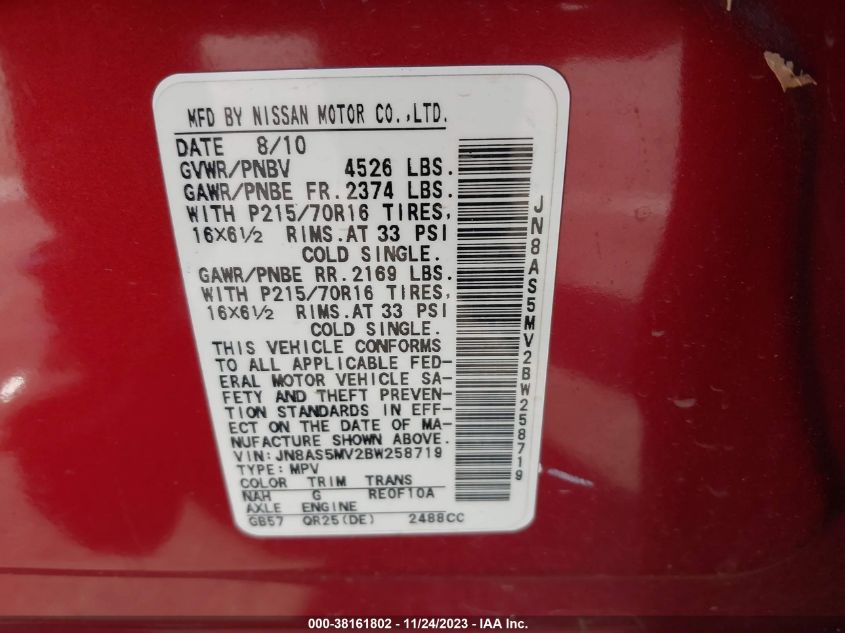 MFD BY NISSAN MOTOR CO.,LTD.
DATE 8/10
GVWR/PNBV 4526 LBS.
GAWR/PNBE FR. 2374 LBS.
WITH P215/70R16 TIRES,
16X6½ RIMS.AT 33 PSI
COLD SINGLE.
GAWR/PNBE RR. 2169 LBS.
WITH P215/70R16 TIRES,
16X6½ RIMS.AT 33 PSI
COLD SINGLE.
THIS VEHICLE CONFORMS
TO ALL APPLICABLE FED-
ERAL MOTOR VEHICLE SA-
FETY AND THEFT PREVEN-
TION STANDARDS IN EFF-
ECT ON THE DATE OF MA-
NUFACTURE SHOWN ABOVE.
VIN: JN8AS5MV2BW258719
TYPE: MPV
COLOR TRIM TRANS
NAH G RE0F10A
AXLE ENGINE
GB57 QR25(DE) 2488CC
JN8AS5MV2BW258719
000-38161802 - 11/24/2023 - IAA Inc.